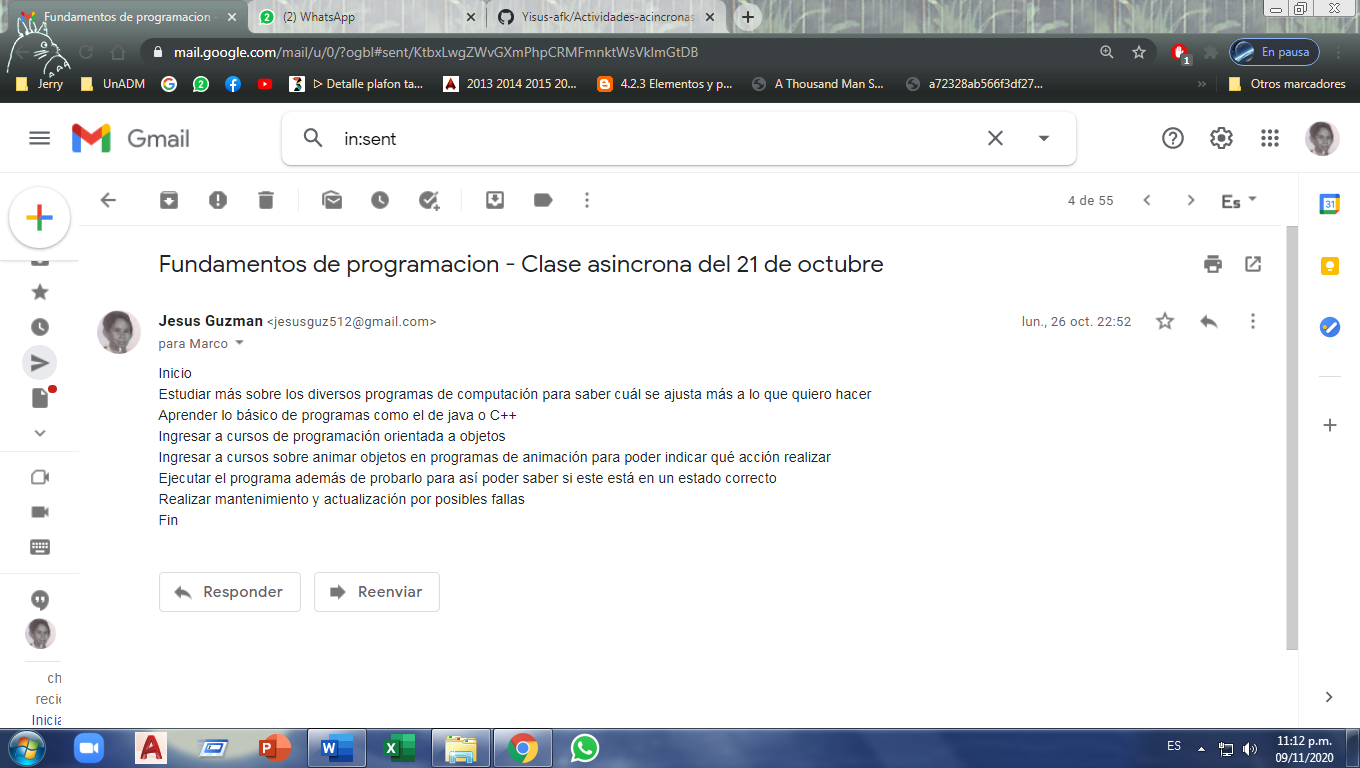 Fundamentos de programacion -
(2) WhatsApp
Yisus-afk/Actividades-acincronas
mail.google.com/mail/u/0/?ogbl#sent/KtbxLwgZWvGXmPhpCRMFmnktWsVklmGtDB
1
En pausa
Jerry
UnADM
2
▷ Detalle plafon ta...
2013 2014 2015 20...
4.2.3 Elementos y p...
A Thousand Man S...
a72328ab566f3df27...
»
Otros marcadores
Gmail
in:sent
4 de 55
Es
31
Fundamentos de programacion - Clase asincrona del 21 de octubre
Jesus Guzman <jesusguz512@gmail.com>
lun., 26 oct. 22:52
para Marco
Inicio
Estudiar más sobre los diversos programas de computación para saber cuál se ajusta más a lo que quiero hacer
Aprender lo básico de programas como el de java o C++
Ingresar a cursos de programación orientada a objetos
Ingresar a cursos sobre animar objetos en programas de animación para poder indicar qué acción realizar
Ejecutar el programa además de probarlo para así poder saber si este está en un estado correcto
Realizar mantenimiento y actualización por posibles fallas
Fin
Responder
Reenviar
ch
recie
Inicia
ES
11:12 p.m.
09/11/2020